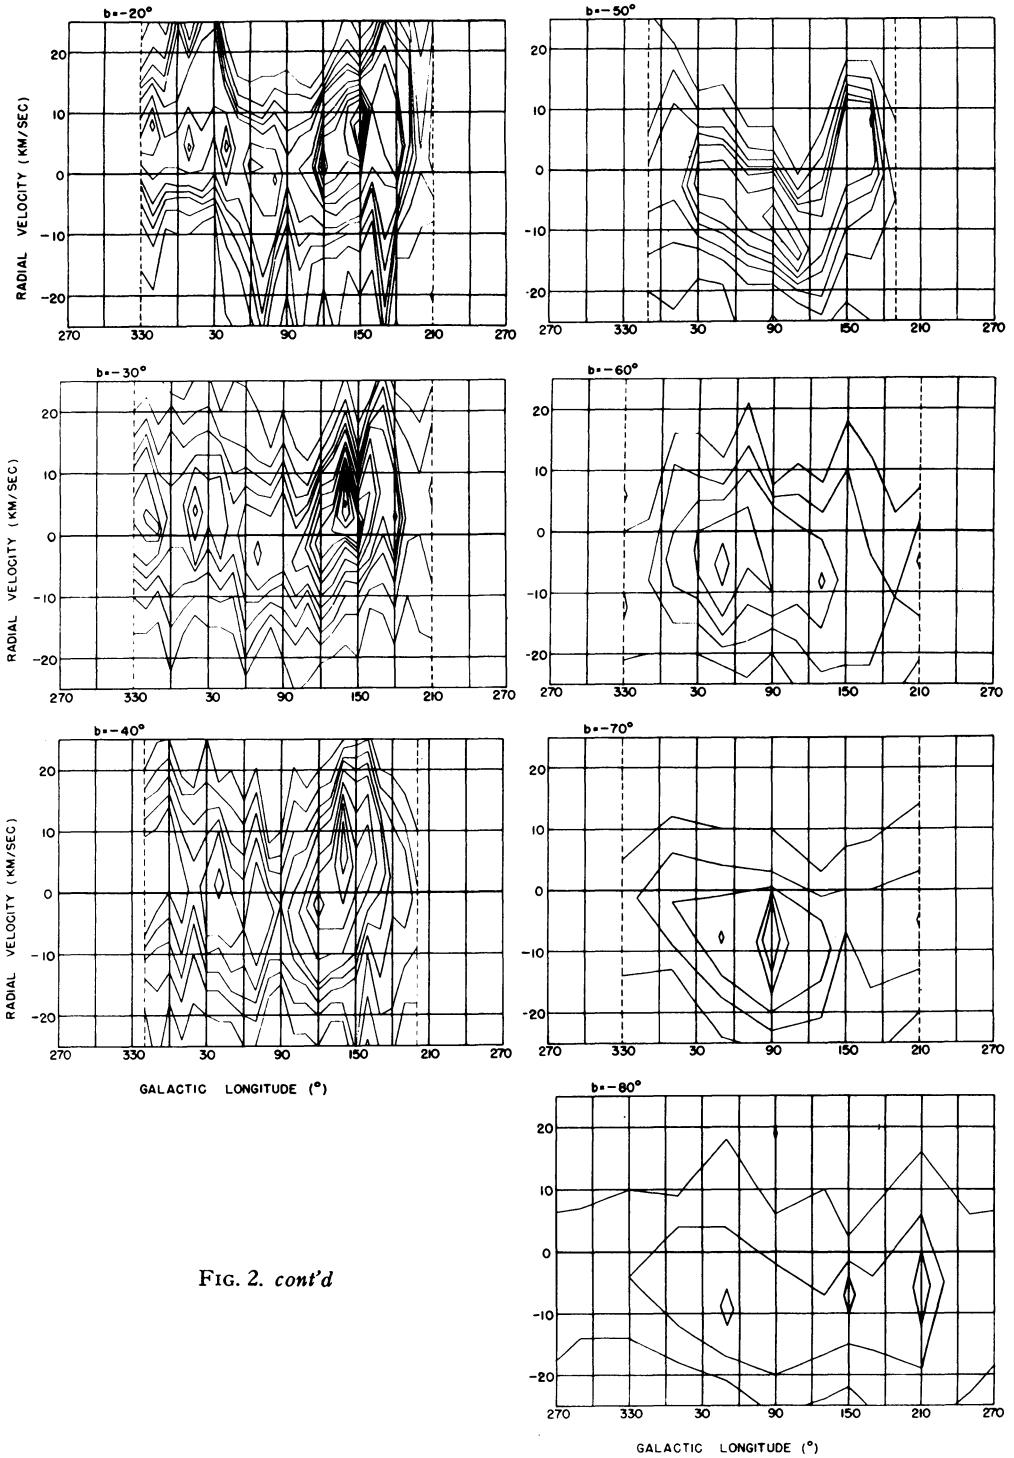 b=-20°
RADIAL VELOCITY (KM/SEC)
20
10
0
-10
-20
270 330 30 90 150 210 270
b=-50°
20
10
0
-10
-20
270 330 30 90 150 210 270
b=-30°
RADIAL VELOCITY (KM/SEC)
20
10
0
-10
-20
270 330 30 90 150 210 270
b=-60°
20
10
0
-10
-20
270 330 30 90 150 210 270
b=-40°
RADIAL VELOCITY (KM/SEC)
20
10
0
-10
-20
270 330 30 90 150 210 270
GALACTIC LONGITUDE (°)
b=-70°
20
10
0
-10
-20
270 330 30 90 150 210 270
b=-80°
20
10
0
-10
-20
270 330 30 90 150 210 270
GALACTIC LONGITUDE (°)
FIG. 2. cont'd